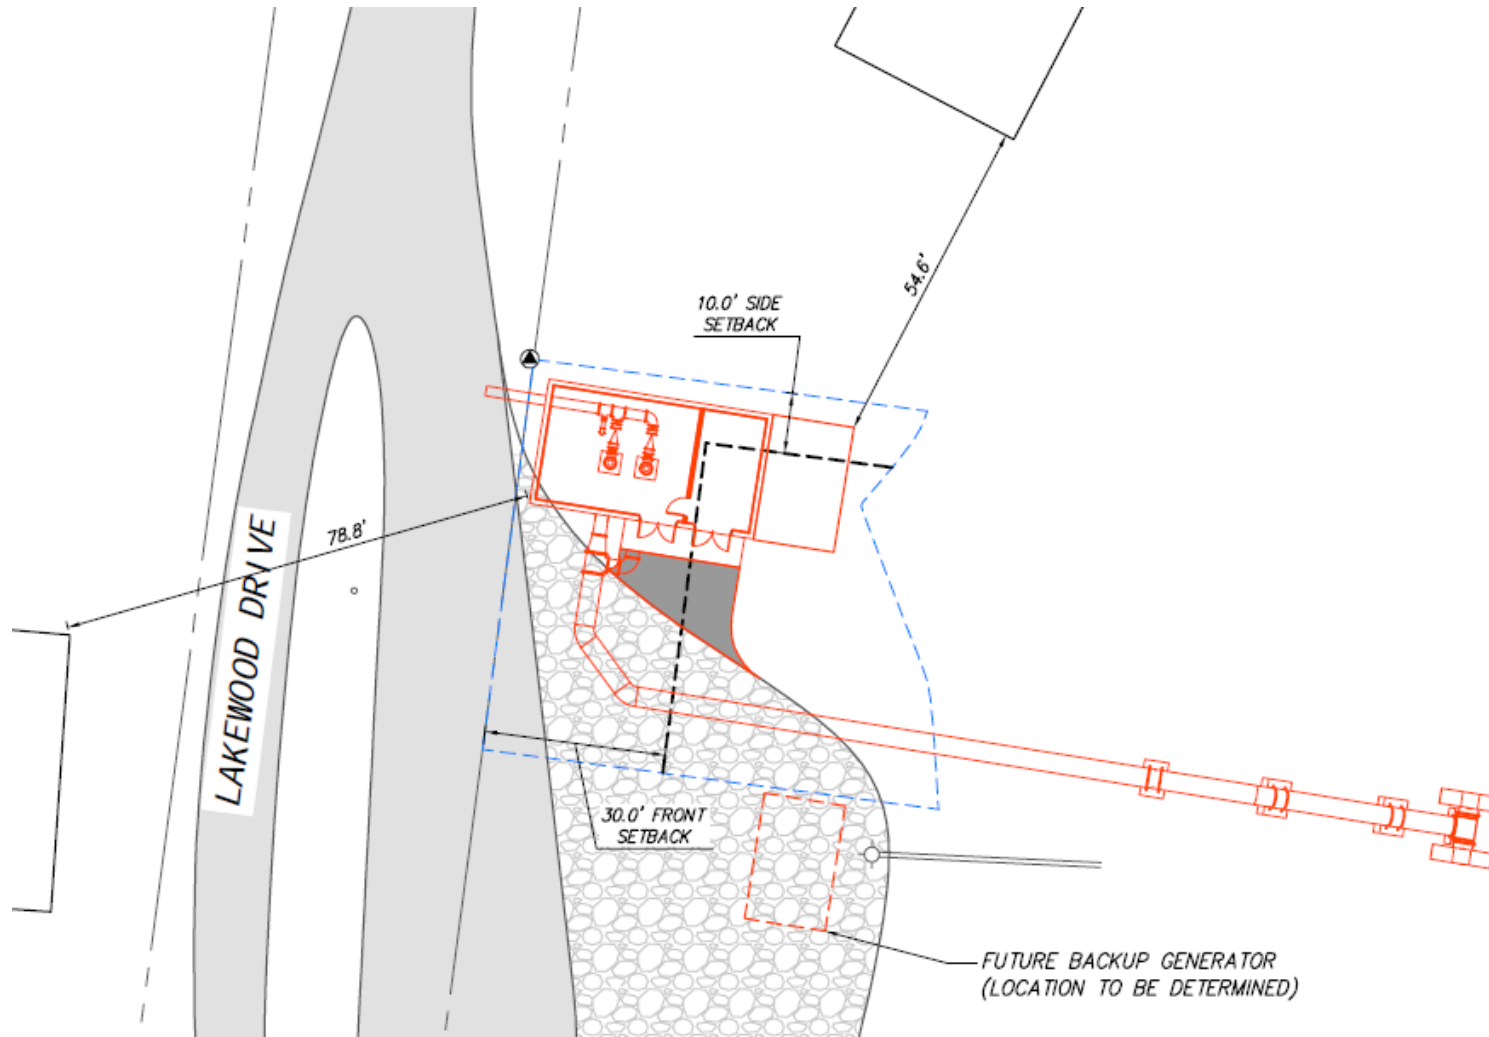 54.6'
10.0' SIDE
SETBACK
78.8'
LAKEWOOD DRIVE
30.0' FRONT
SETBACK
FUTURE BACKUP GENERATOR
(LOCATION TO BE DETERMINED)